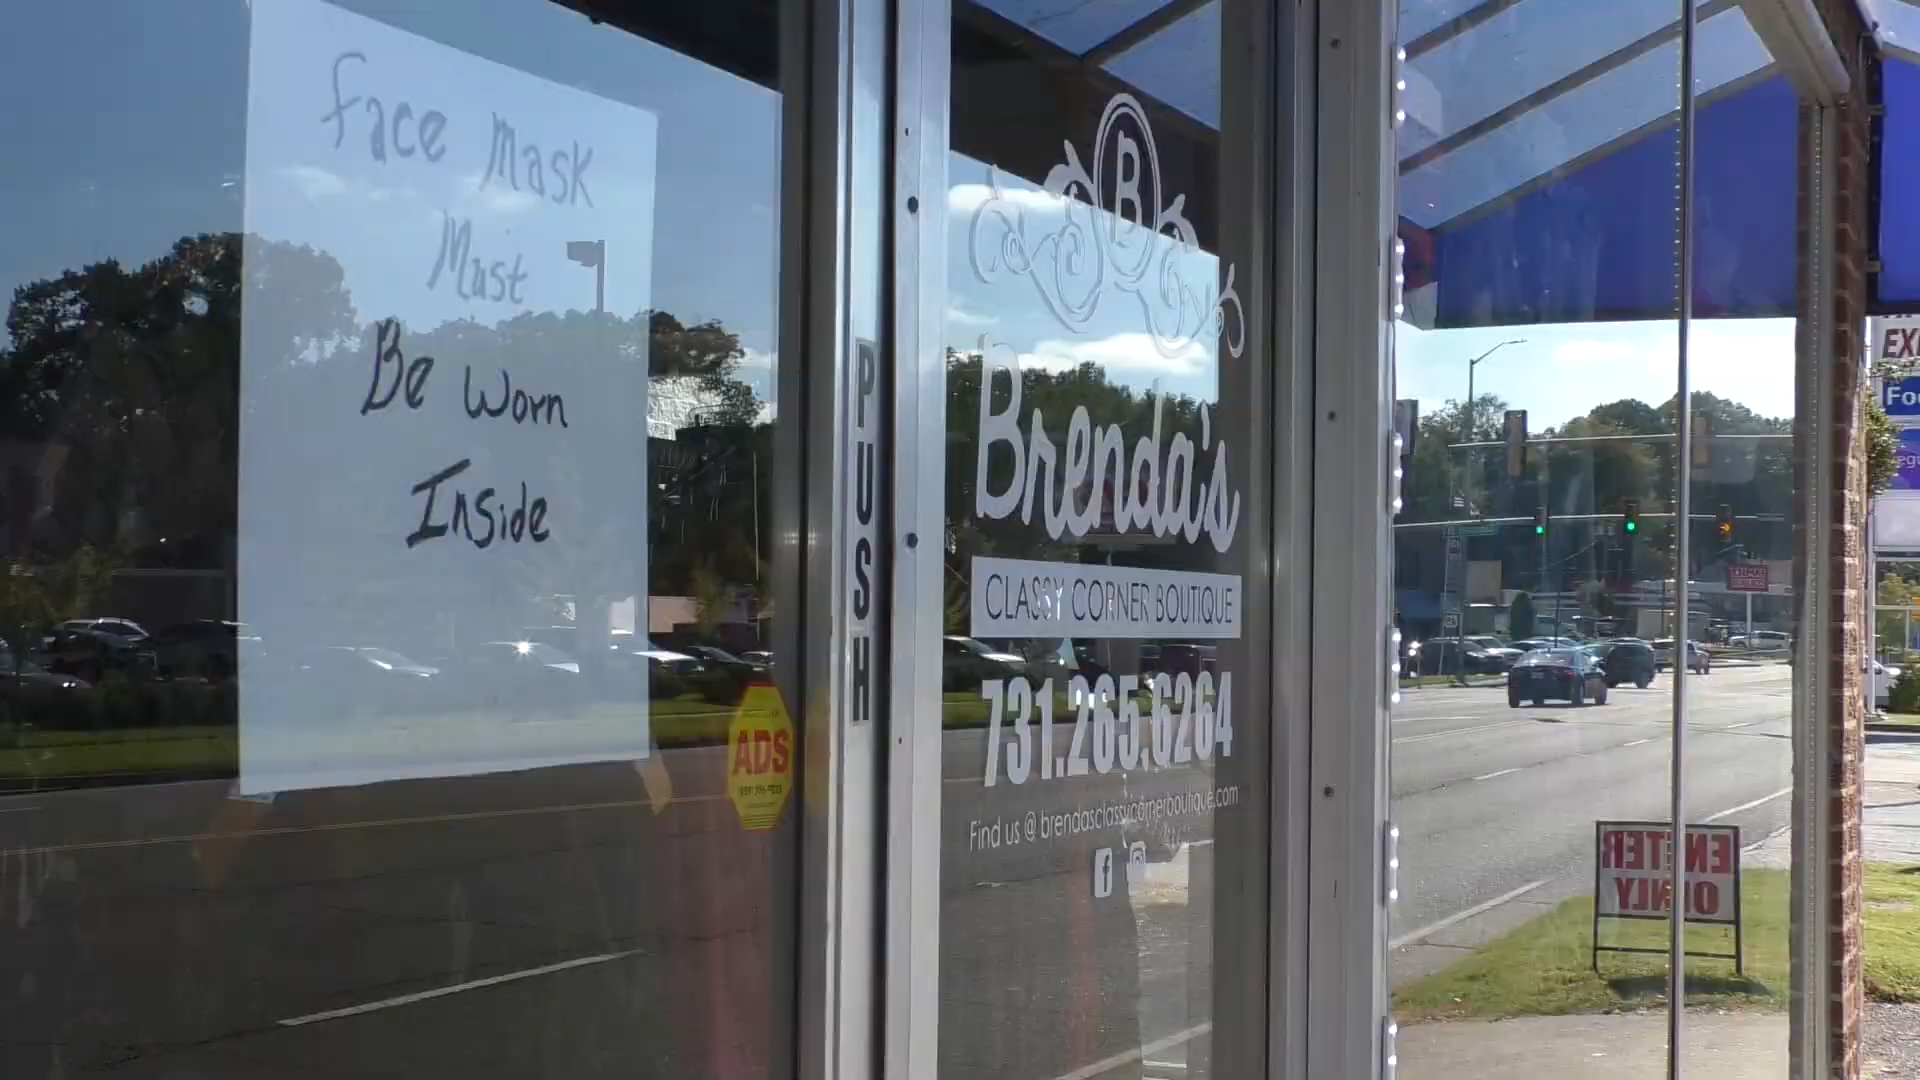 Face Mask
Must
Be Worn
Inside
PUSH
ADS
B
Brenda's
CLASSY CORNER BOUTIQUE
731.265.6264
Find us @ brendasclassycornerboutique.com
f
ENTER
ONLY